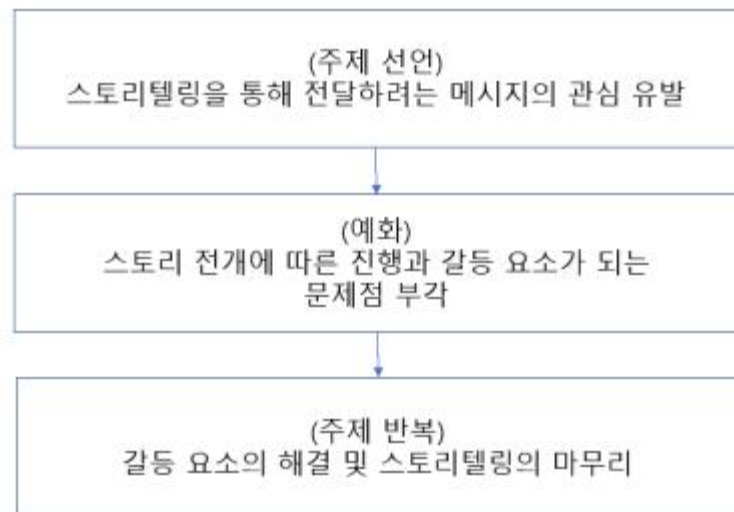 (주제 선언)
스토리텔링을 통해 전달하려는 메시지의 관심 유발
(예화)
스토리 전개에 따른 진행과 갈등 요소가 되는
문제점 부각
(주제 반복)
갈등 요소의 해결 및 스토리텔링의 마무리